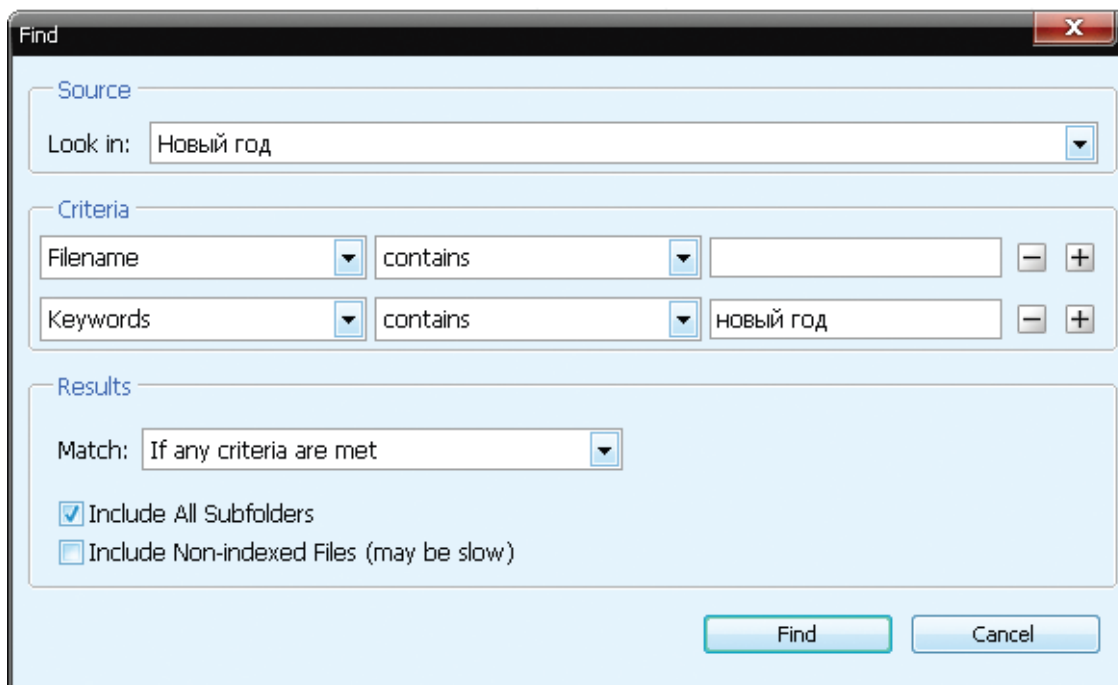 Find
Source
Look in: Новый год
Criteria
Filename contains
Keywords contains новый год
Results
Match: If any criteria are met
Include All Subfolders
Include Non-indexed Files (may be slow)
Find Cancel